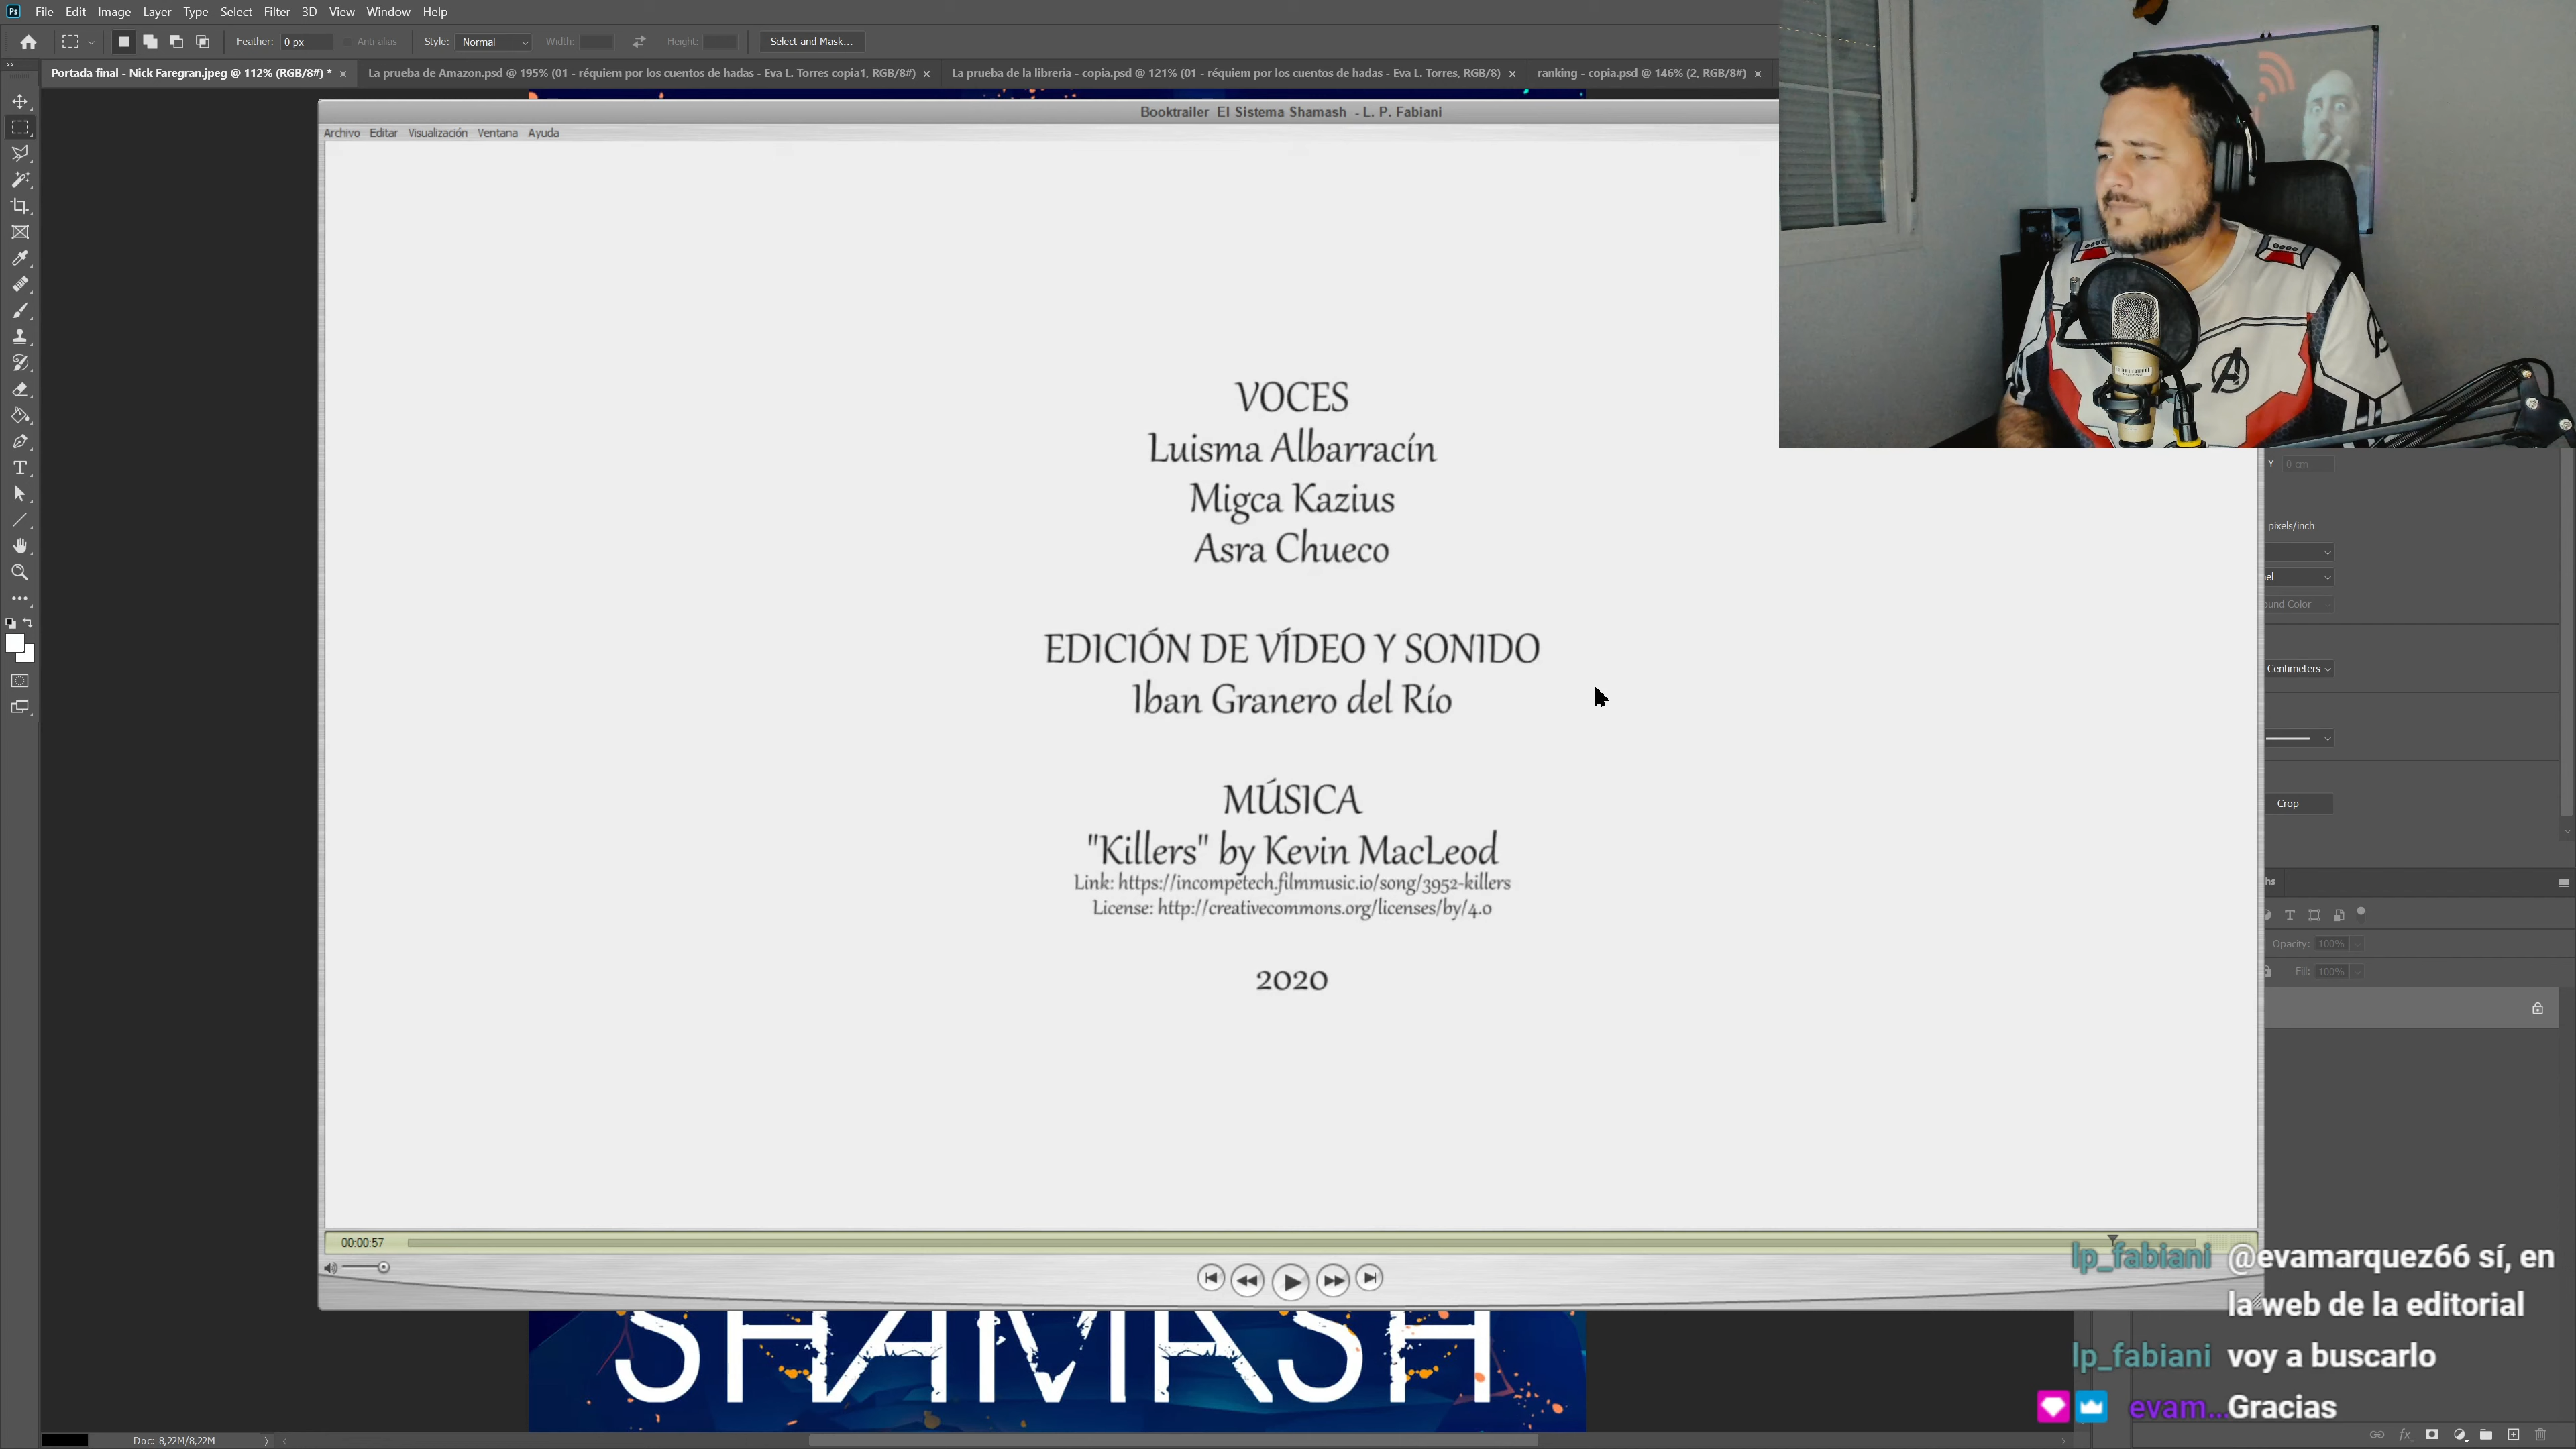 File Edit Image Layer Type Select Filter 3D View Window Help
Feather: 0 px Anti-alias Style: Normal Width: Height: Select and Mask...
Portada final - Nick Faregran.jpeg @ 112% (RGB/8#) * × La prueba de Amazon.psd @ 195% (01 - réquiem por los cuentos de hadas - Eva L. Torres copia1, RGB/8#) × La prueba de la libreria - copia.psd @ 121% (01 - réquiem por los cuentos de hadas - Eva L. Torres, RGB/8) × ranking - copia.psd @ 146% (2, RGB/8#) ×
Booktrailer El Sistema Shamash - L. P. Fabiani
Archivo Editar Visualización Ventana Ayuda
VOCES
Luisma Albarracín
Migca Kazius
Asra Chueco
EDICIÓN DE VÍDEO Y SONIDO
Iban Granero del Río
MÚSICA
"Killers" by Kevin MacLeod
Link: https://incompetech.filmmusic.io/song/3952-killers
License: http://creativecommons.org/licenses/by/4.0
2020
Y 0 cm
pixels/inch
Centimeters
Crop
Opacity: 100%
Fill: 100%
00:00:57
SHAMASH
lp_fabiani @evamarquez66 sí, en
la web de la editorial
lp_fabiani voy a buscarlo
evam... Gracias
Doc: 8,22M/8,22M